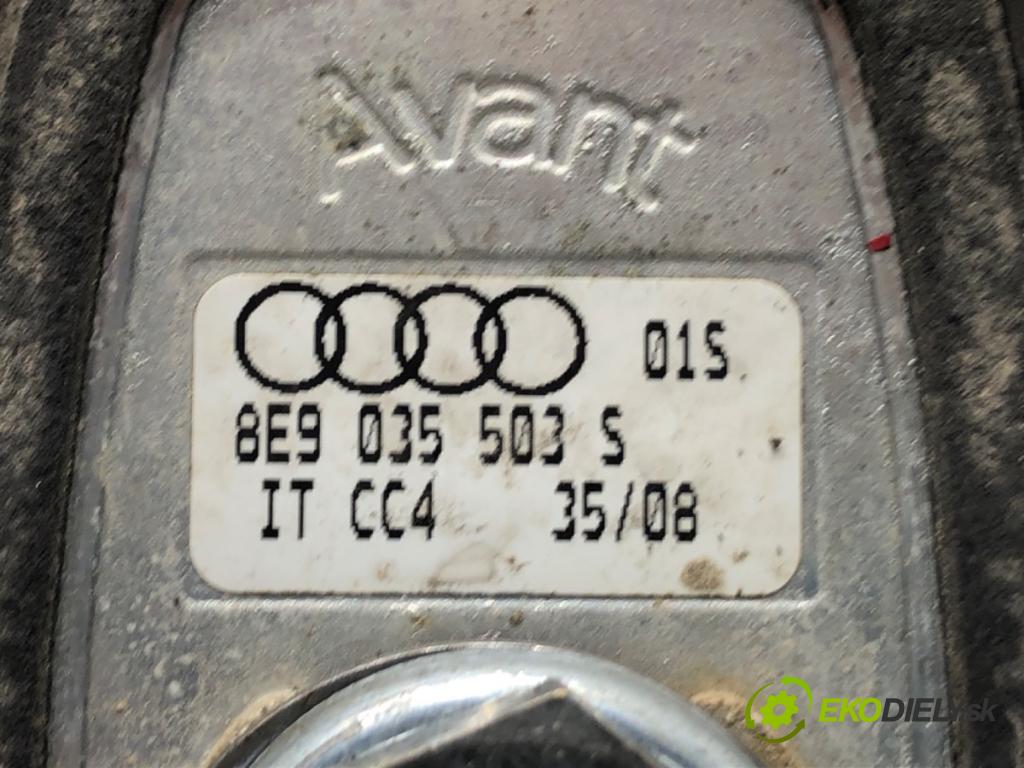 Avant
01S
8E9 035 503 S
IT CC4 35/08
EKODIELY.sk